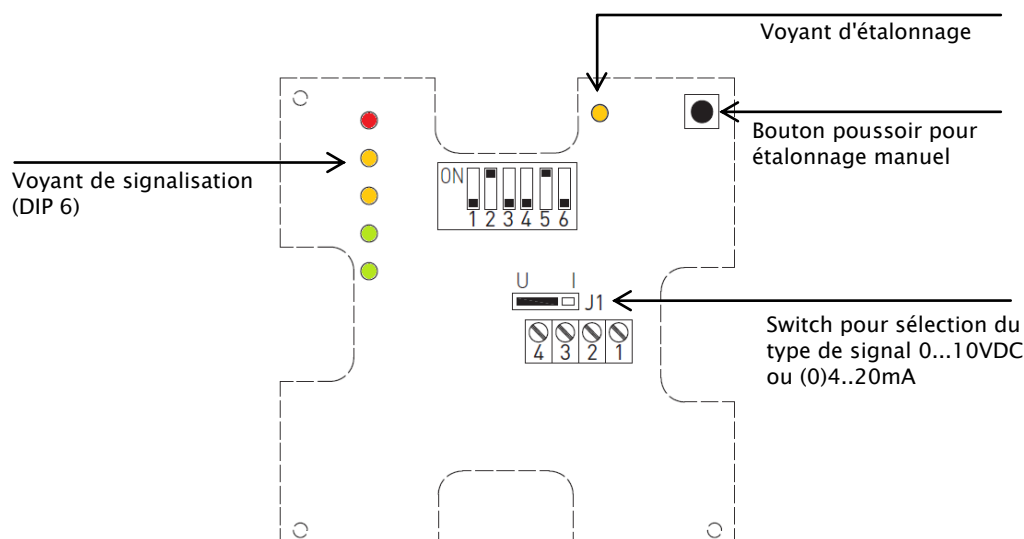 Voyant d'étalonnage
Bouton poussoir pour
étalonnage manuel
Voyant de signalisation
(DIP 6)
ON
1 2 3 4 5 6
U I
J1
4 3 2 1
Switch pour sélection du
type de signal 0...10VDC
ou (0)4..20mA